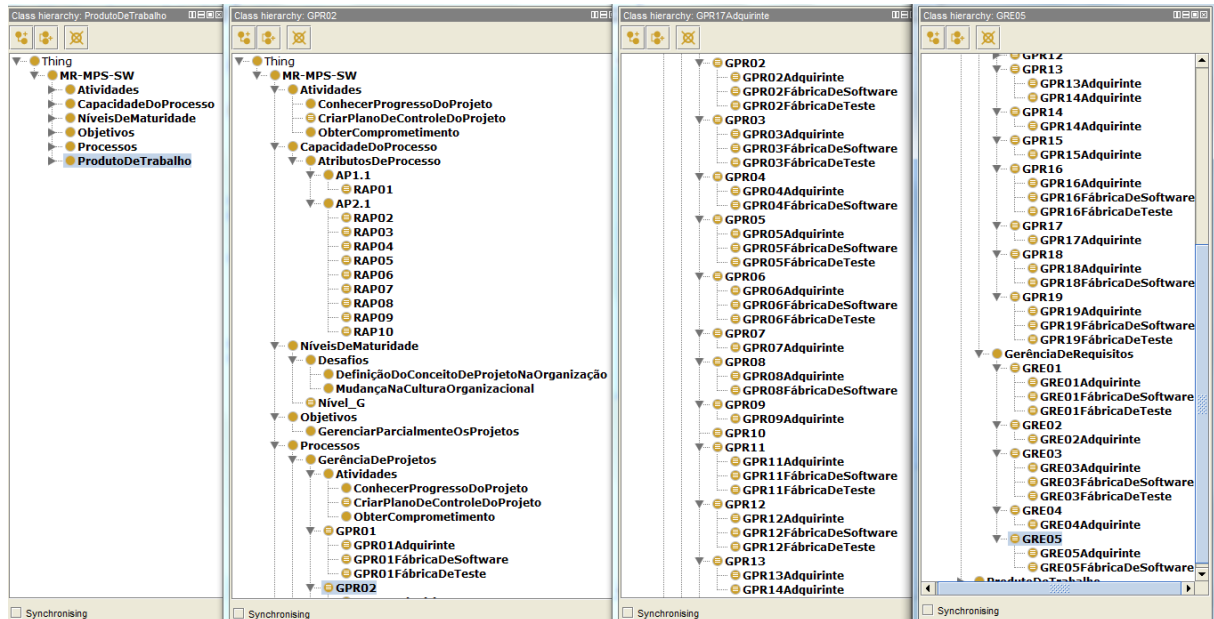 Class hierarchy: ProdutoDeTrabalho
Thing
MR-MPS-SW
Atividades
CapacidadeDoProcesso
NíveisDeMaturidade
Objetivos
Processos
ProdutoDeTrabalho
Synchronising
Class hierarchy: GPR02
Thing
MR-MPS-SW
Atividades
ConhecerProgressoDoProjeto
CriarPlanoDeControleDoProjeto
ObterComprometimento
CapacidadeDoProcesso
AtributosDeProcesso
AP1.1
RAP01
AP2.1
RAP02
RAP03
RAP04
RAP05
RAP06
RAP07
RAP08
RAP09
RAP10
NíveisDeMaturidade
Desafios
DefiniçãoDoConceitoDeProjetoNaOrganização
MudançaNaCulturaOrganizacional
Nível_G
Objetivos
GerenciarParcialmenteOsProjetos
Processos
GerênciaDeProjetos
Atividades
ConhecerProgressoDoProjeto
CriarPlanoDeControleDoProjeto
ObterComprometimento
GPR01
GPR01Adquirinte
GPR01FábricaDeSoftware
GPR01FábricaDeTeste
GPR02
Synchronising
Class hierarchy: GPR17Adquirinte
GPR02
GPR02Adquirinte
GPR02FábricaDeSoftware
GPR02FábricaDeTeste
GPR03
GPR03Adquirinte
GPR03FábricaDeSoftware
GPR03FábricaDeTeste
GPR04
GPR04Adquirinte
GPR04FábricaDeSoftware
GPR05
GPR05Adquirinte
GPR05FábricaDeSoftware
GPR05FábricaDeTeste
GPR06
GPR06Adquirinte
GPR06FábricaDeSoftware
GPR06FábricaDeTeste
GPR07
GPR07Adquirinte
GPR08
GPR08Adquirinte
GPR08FábricaDeSoftware
GPR09
GPR09Adquirinte
GPR10
GPR11
GPR11Adquirinte
GPR11FábricaDeSoftware
GPR11FábricaDeTeste
GPR12
GPR12Adquirinte
GPR12FábricaDeSoftware
GPR12FábricaDeTeste
GPR13
GPR13Adquirinte
GPR14Adquirinte
Synchronising
Class hierarchy: GRE05
GPR12
GPR13
GPR13Adquirinte
GPR14Adquirinte
GPR14
GPR14Adquirinte
GPR15
GPR15Adquirinte
GPR16
GPR16Adquirinte
GPR16FábricaDeSoftware
GPR16FábricaDeTeste
GPR17
GPR17Adquirinte
GPR18
GPR18Adquirinte
GPR18FábricaDeSoftware
GPR19
GPR19Adquirinte
GPR19FábricaDeSoftware
GPR19FábricaDeTeste
GerênciaDeRequisitos
GRE01
GRE01Adquirinte
GRE01FábricaDeSoftware
GRE01FábricaDeTeste
GRE02
GRE02Adquirinte
GRE03
GRE03Adquirinte
GRE03FábricaDeSoftware
GRE03FábricaDeTeste
GRE04
GRE04Adquirinte
GRE05
GRE05Adquirinte
GRE05FábricaDeSoftware
ProdutoDeTrabalho
Synchronising